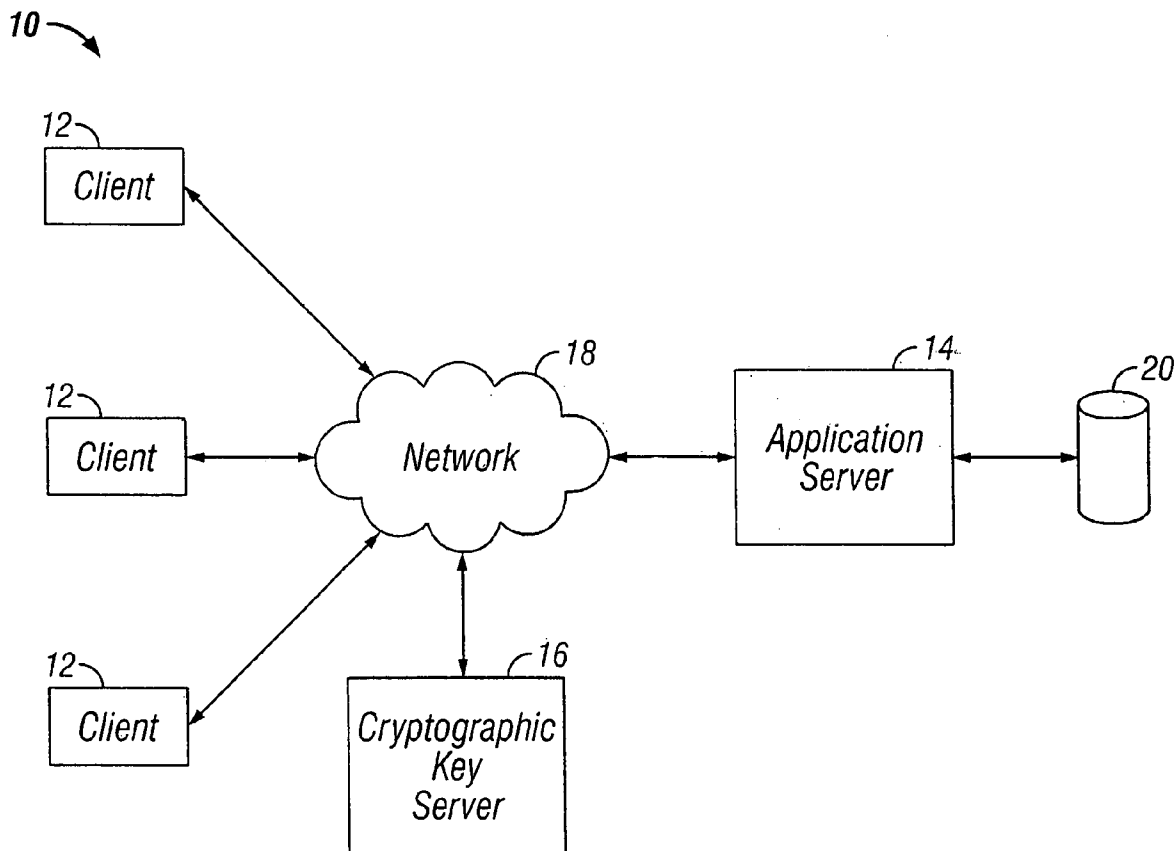 10
12
Client
18
14
20
12
Client
Network
Application
Server
12
Client
16
Cryptographic
Key
Server